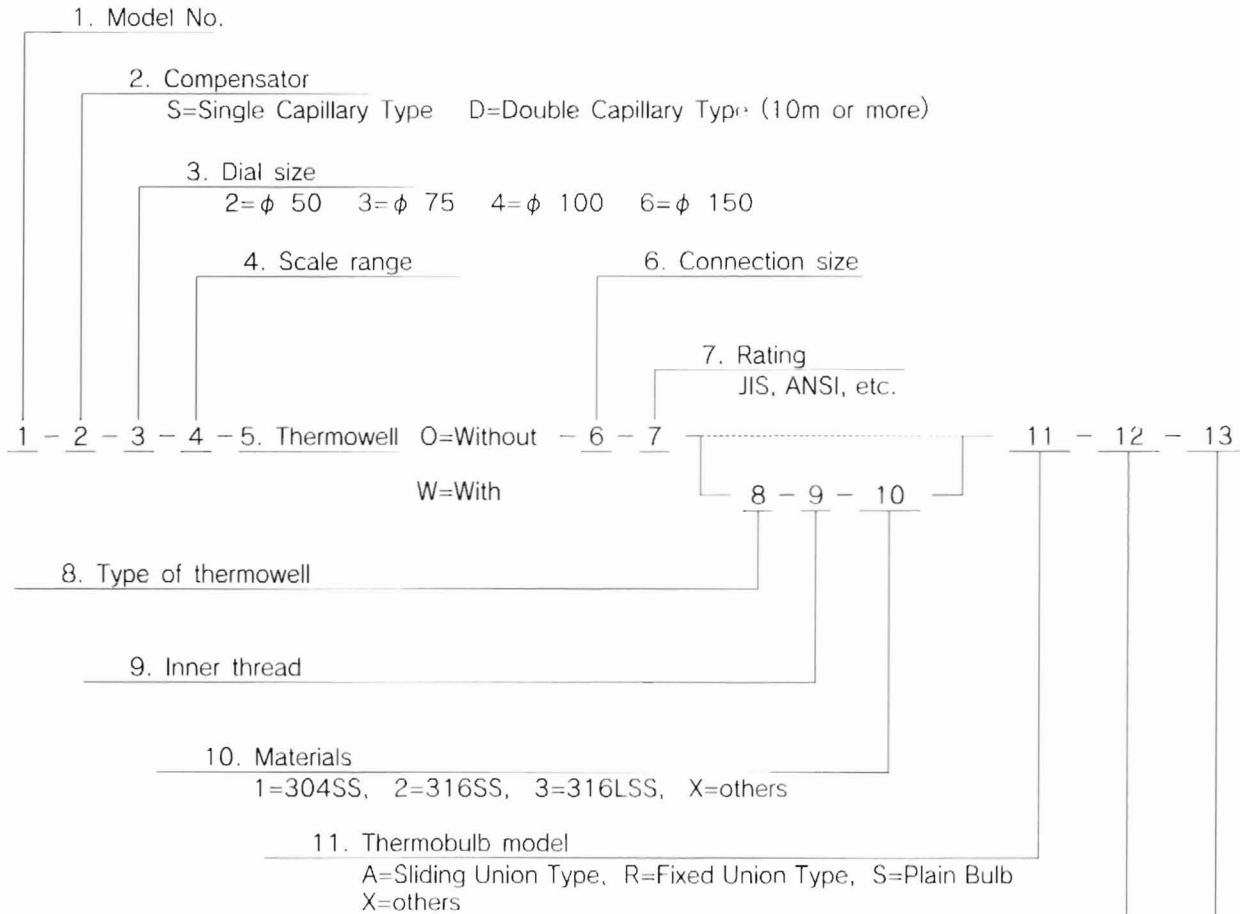 1. Model No.
2. Compensator
S=Single Capillary Type D=Double Capillary Type (10m or more)
3. Dial size
2=ϕ 50 3=ϕ 75 4=ϕ 100 6=ϕ 150
4. Scale range 6. Connection size
7. Rating
JIS, ANSI, etc.
1 - 2 - 3 - 4 - 5. Thermowell O=Without - 6 - 7 11 - 12 - 13
W=With 8 - 9 - 10
8. Type of thermowell
9. Inner thread
10. Materials
1=304SS, 2=316SS, 3=316LSS, X=others
11. Thermobulb model
A=Sliding Union Type, R=Fixed Union Type, S=Plain Bulb
X=others